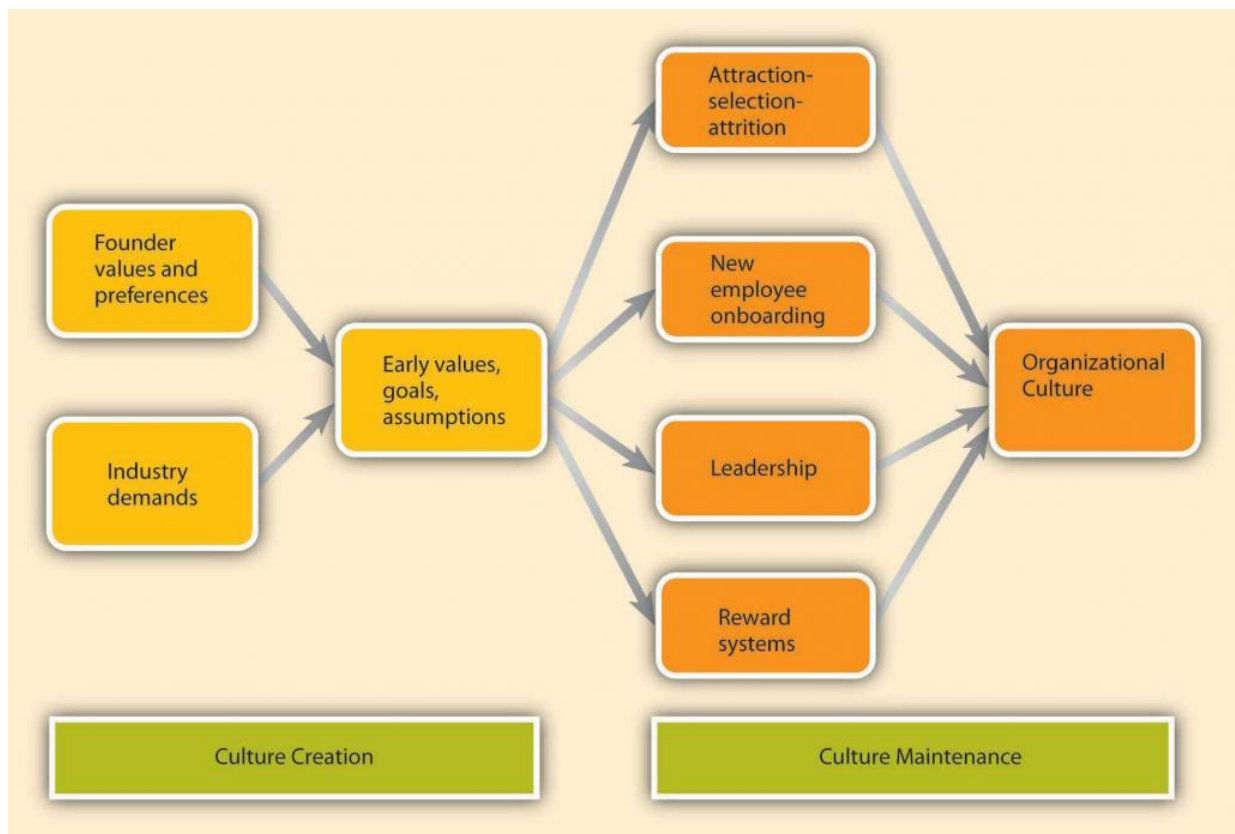 Attraction-
selection-
attrition
Founder
values and
preferences
New
employee
onboarding
Early values,
goals,
assumptions
Organizational
Culture
Industry
demands
Leadership
Reward
systems
Culture Creation
Culture Maintenance